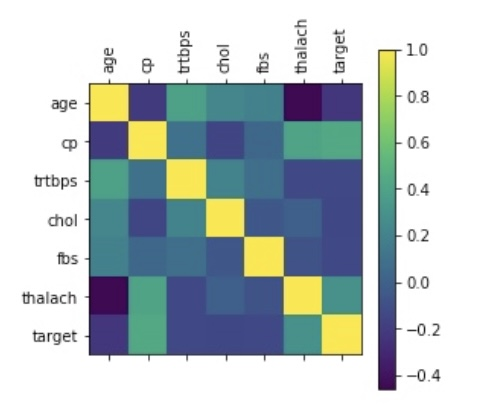 age cp trtbps chol fbs thalach target
age
cp
trtbps
chol
fbs
thalach
target
1.0
0.8
0.6
0.4
0.2
0.0
−0.2
−0.4